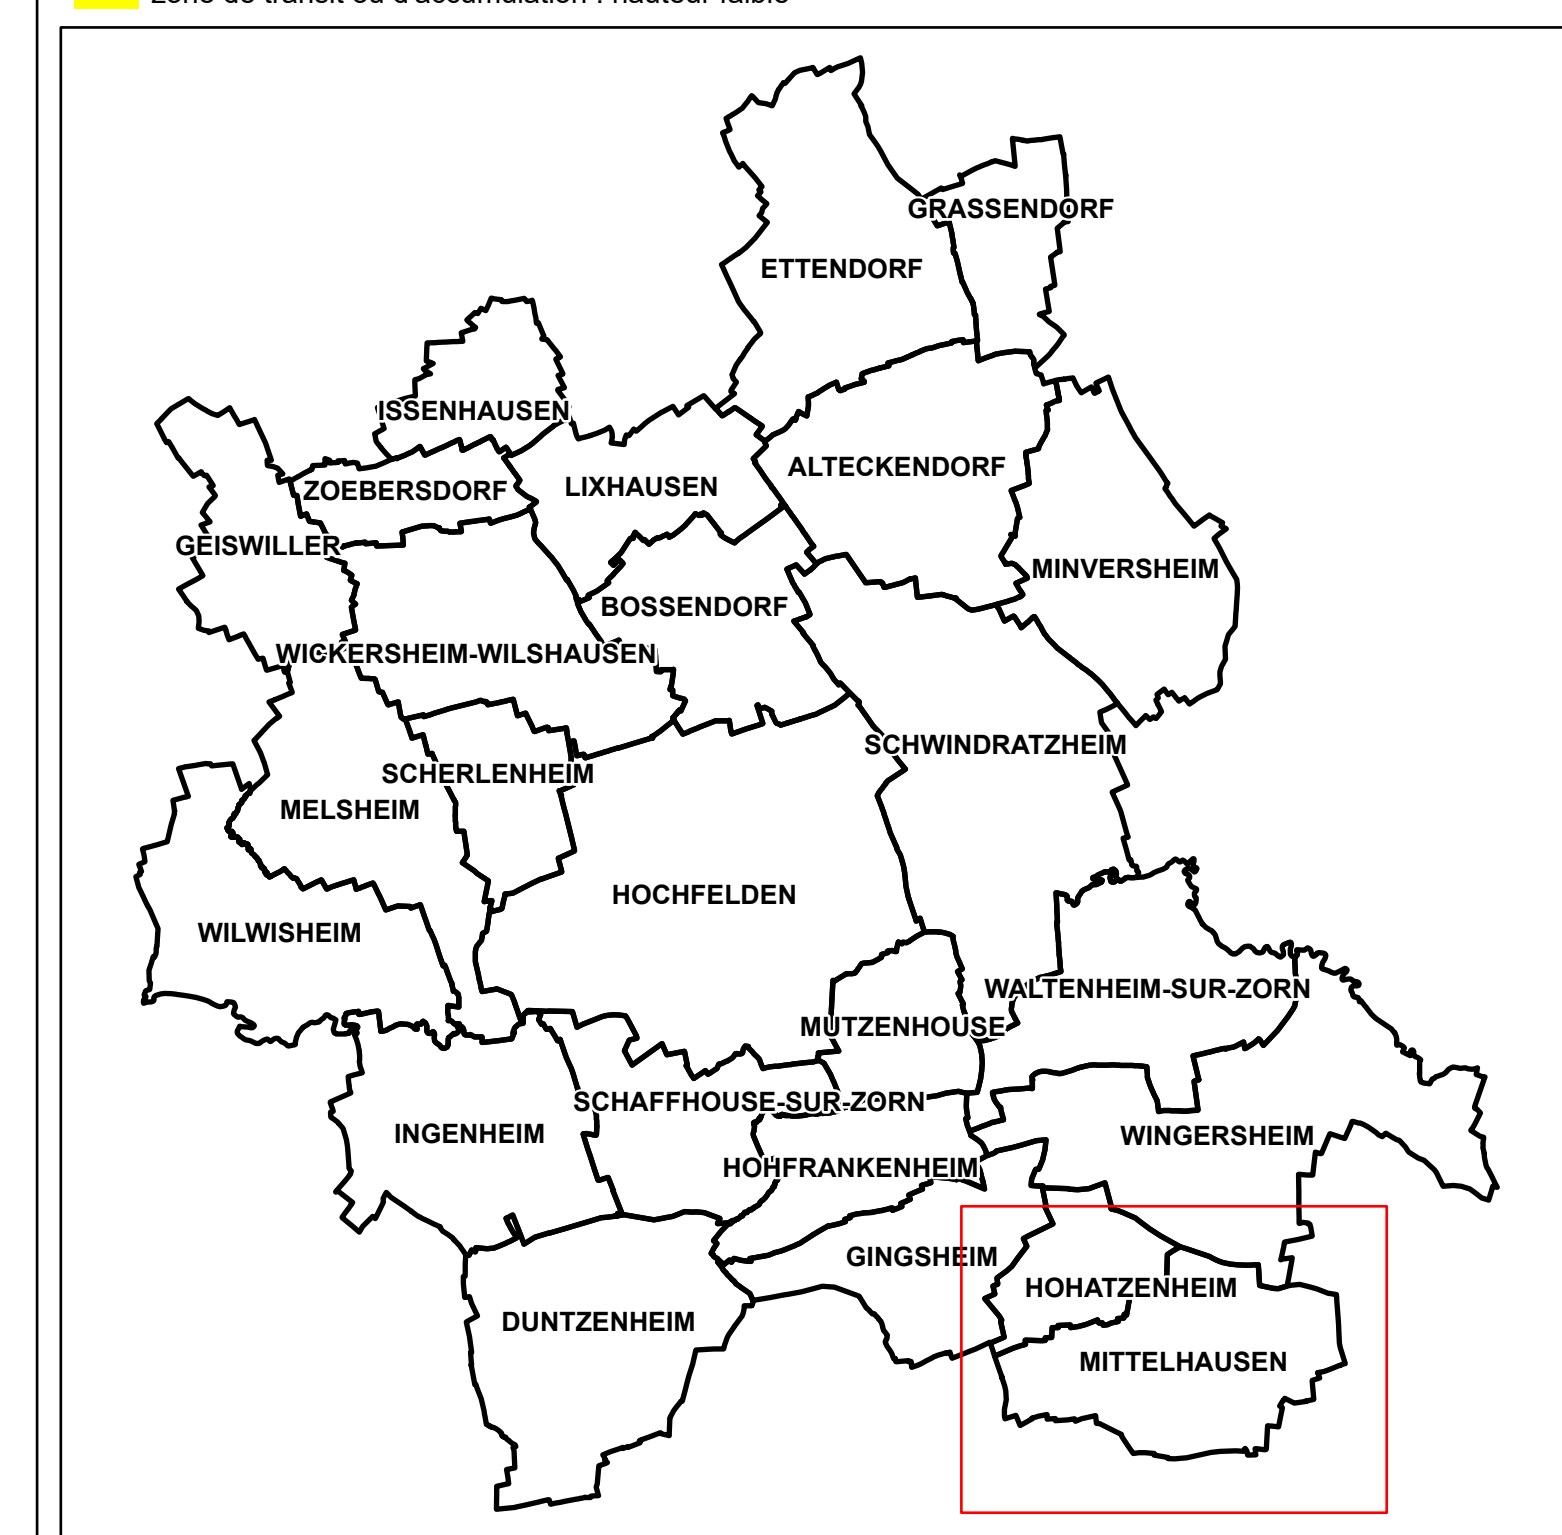 zone de transit ou d'accumulation : hauteur faible
GRASSENDORF
ETTENDORF
ISSENHAUSEN
ALTECKENDORF
ZOEBERSDORF
LIXHAUSEN
GEISWILLER
MINVERSHEIM
BOSSENDORF
WICKERSHEIM-WILSHAUSEN
SCHWINDRATZHEIM
SCHERLENHEIM
MELSHEIM
HOCHFELDEN
WILWISHEIM
WALTENHEIM-SUR-ZORN
MUTZENHOUSE
SCHAFFHOUSE-SUR-ZORN
INGENHEIM
WINGERSHEIM
HOHFRANKENHEIM
GINGSHEIM
HOHATZENHEIM
DUNTZENHEIM
MITTELHAUSEN